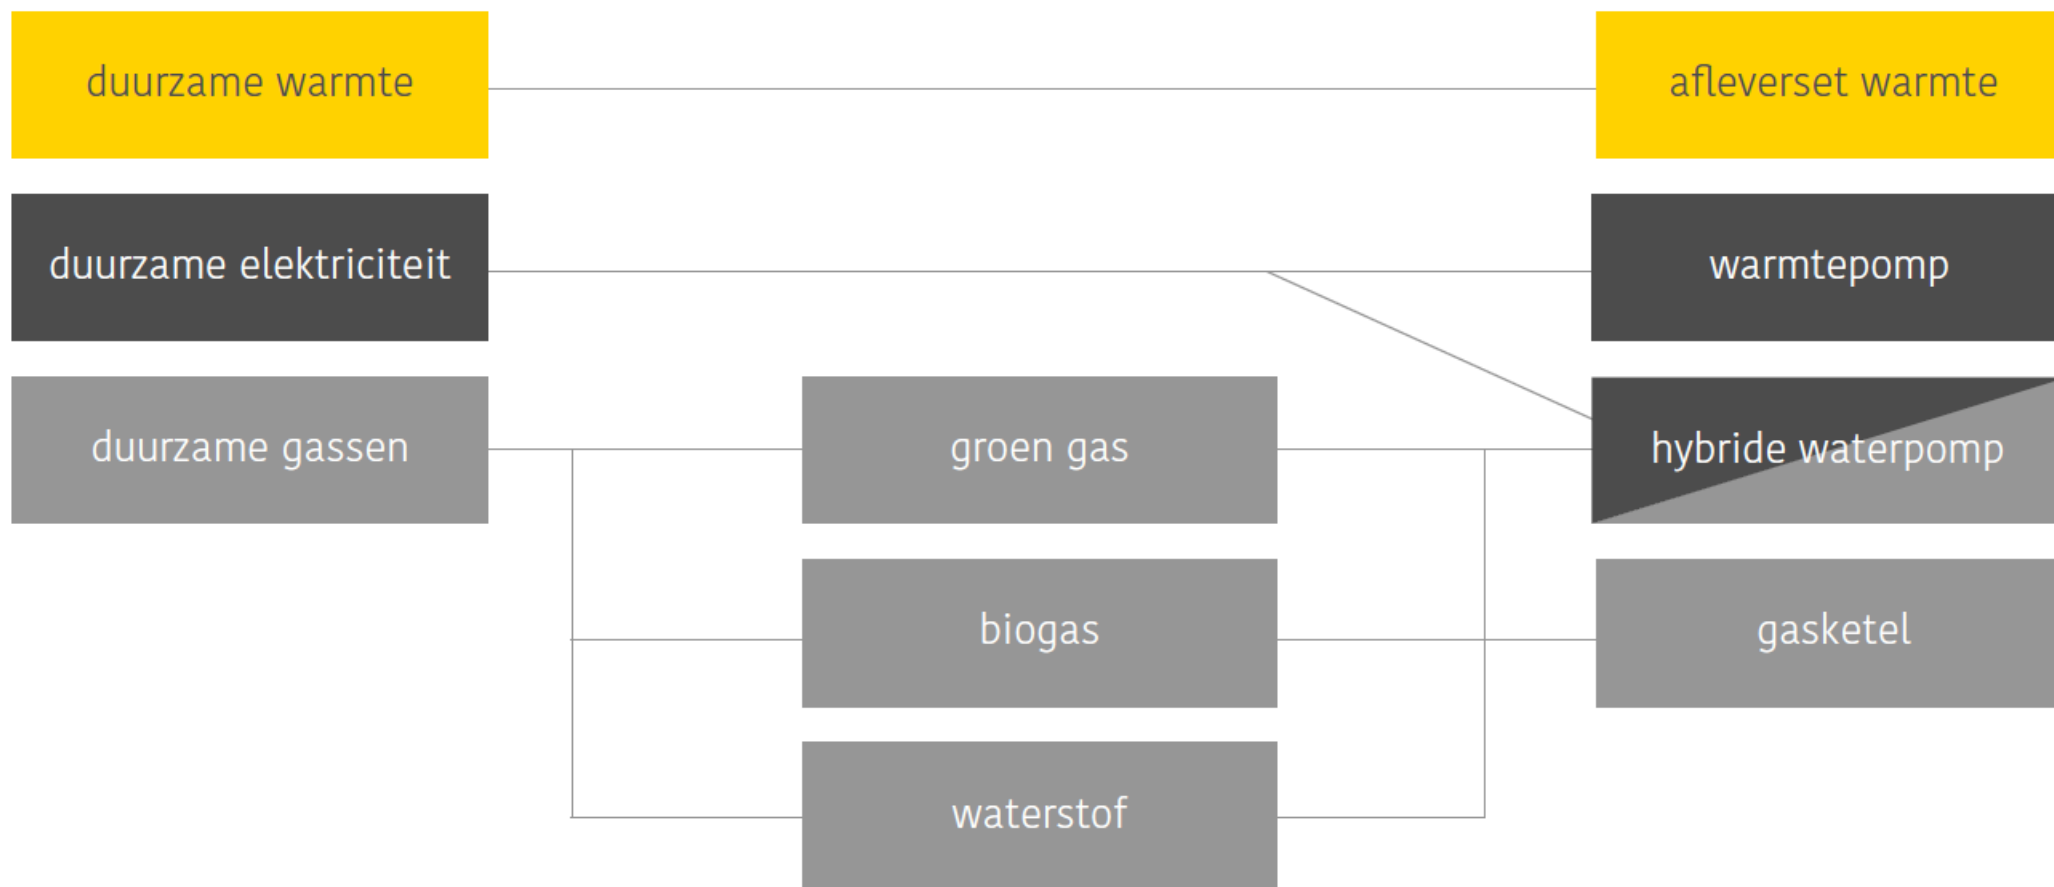 duurzame warmte
afleverset warmte
duurzame elektriciteit
warmtepomp
duurzame gassen
groen gas
hybride waterpomp
biogas
gasketel
waterstof